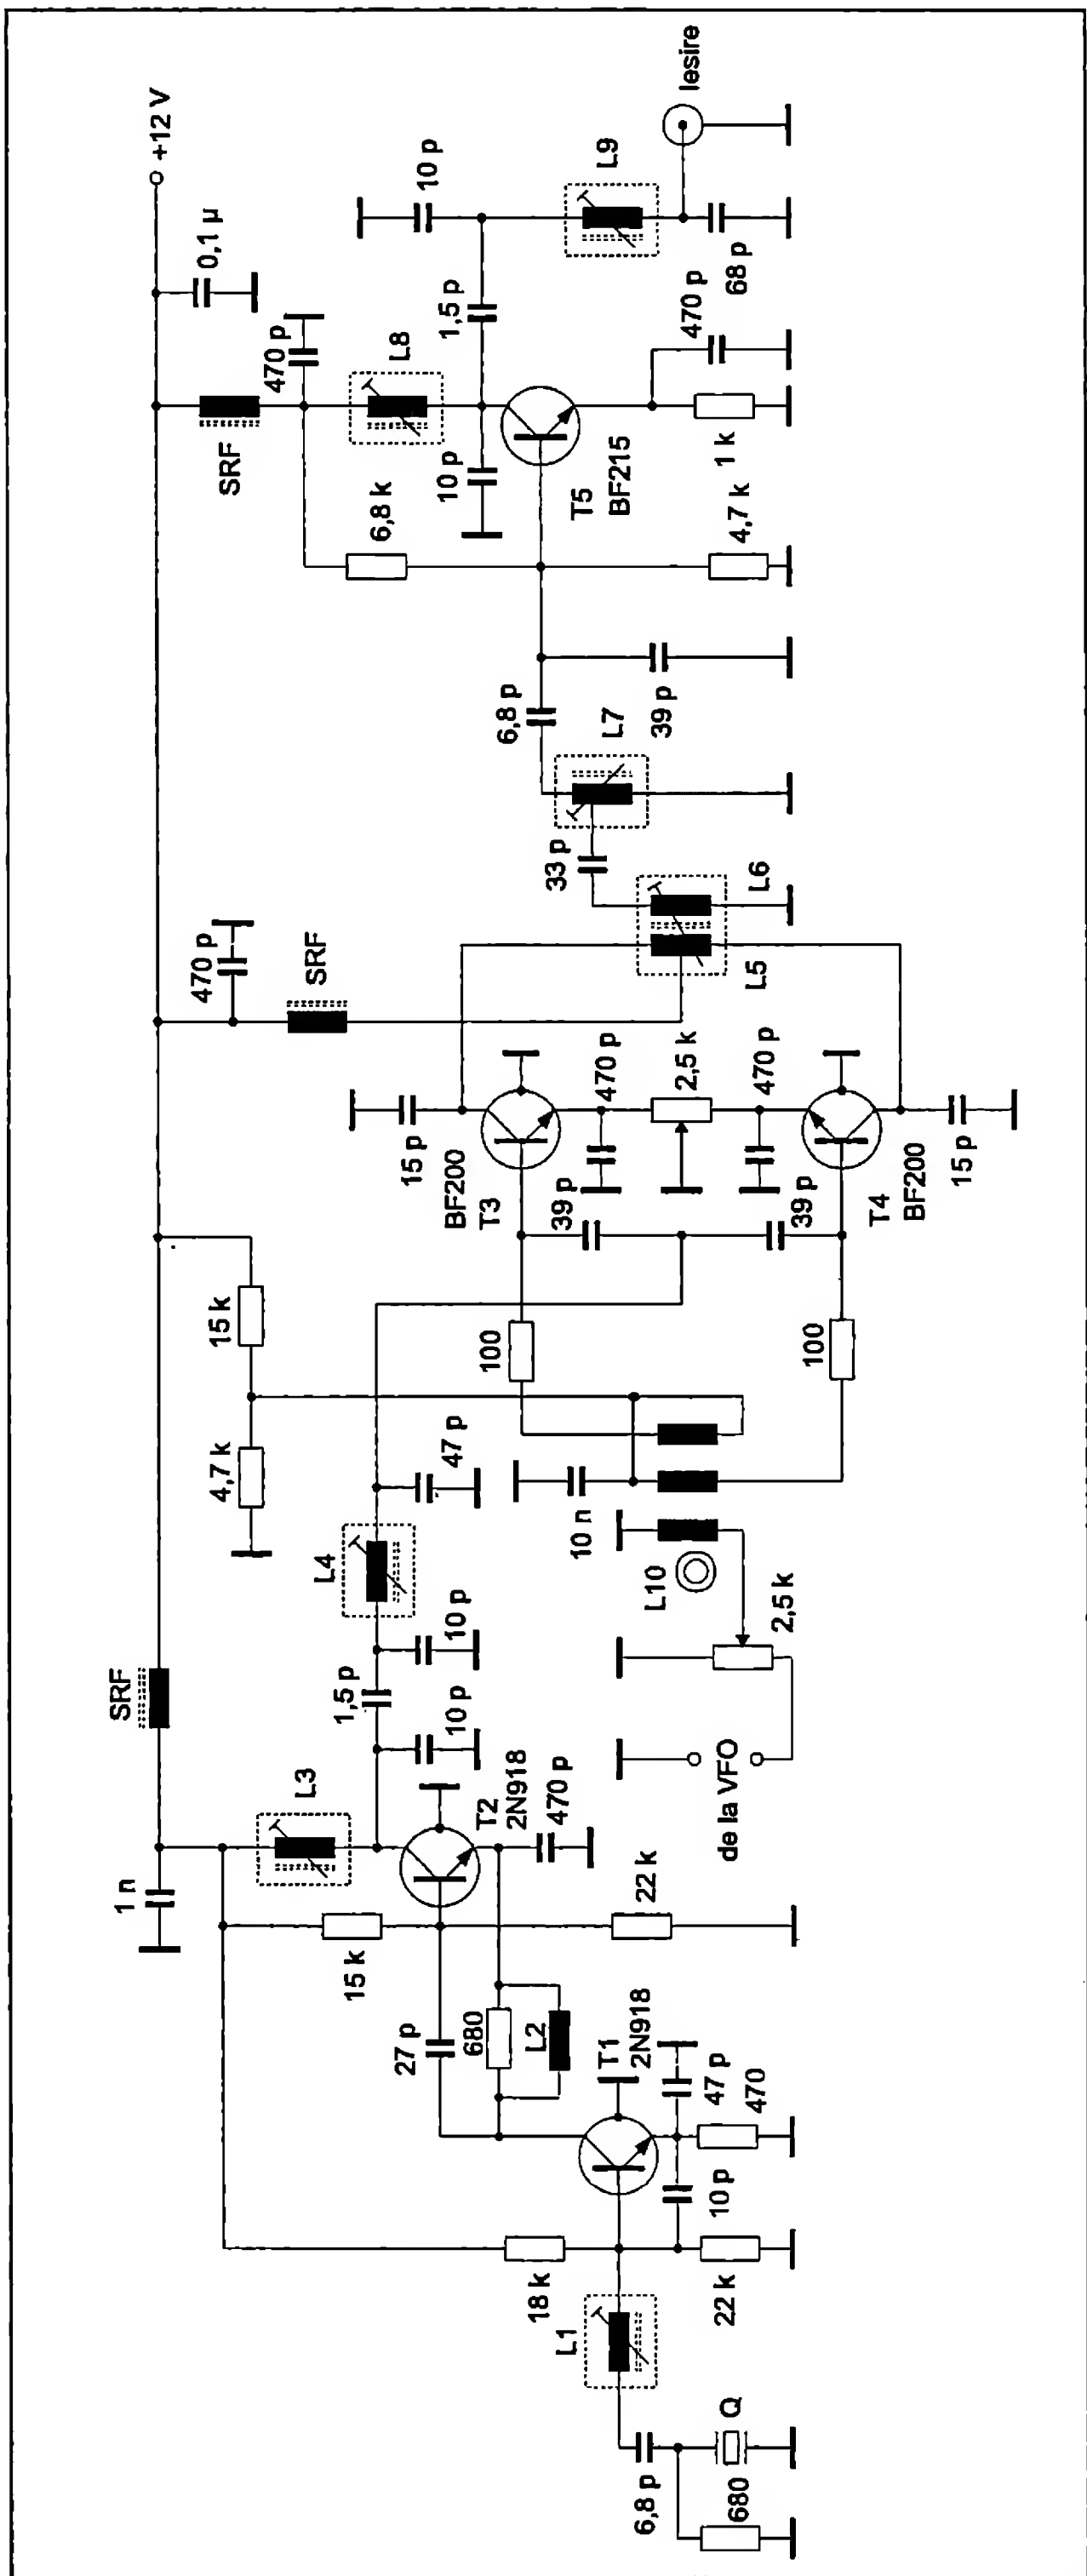 +12 V
0,1 µ
SRF
470 p
L8
10 p
1,5 p
10 p
L9
Iesire
68 p
470 p
1 k
T5
BF215
6,8 k
4,7 k
6,8 p
39 p
L7
33 p
L6
L5
470 p
SRF
15 p
BF200
T3
470 p
2,5 k
470 p
39 p
39 p
T4
BF200
15 p
15 k
4,7 k
100
100
10 n
L10
2,5 k
de la VFO
47 p
L4
10 p
1,5 p
10 p
SRF
1 n
L3
T2
2N918
470 p
15 k
22 k
27 p
680
L2
T1
2N918
47 p
470
10 p
18 k
22 k
L1
6,8 p
Q
680